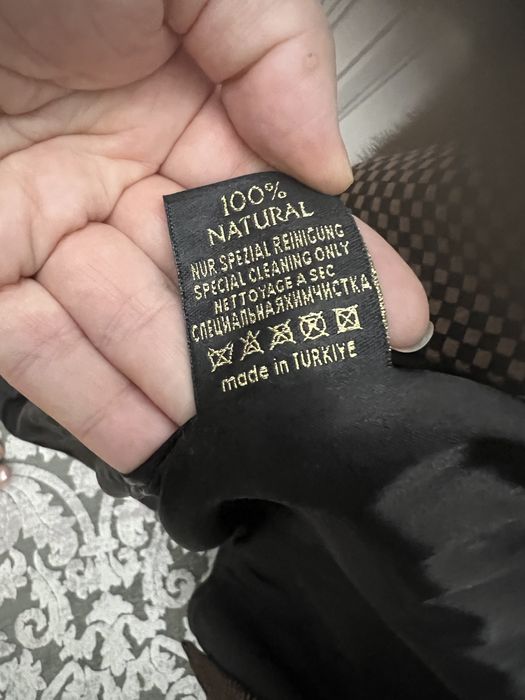 100%
NATURAL
NUR SPEZIAL REINIGUNG
SPECIAL CLEANING ONLY
NETTOYAGE A SEC
СПЕЦИАЛЬНАЯХИМЧИСТКА
made in TURKIYE